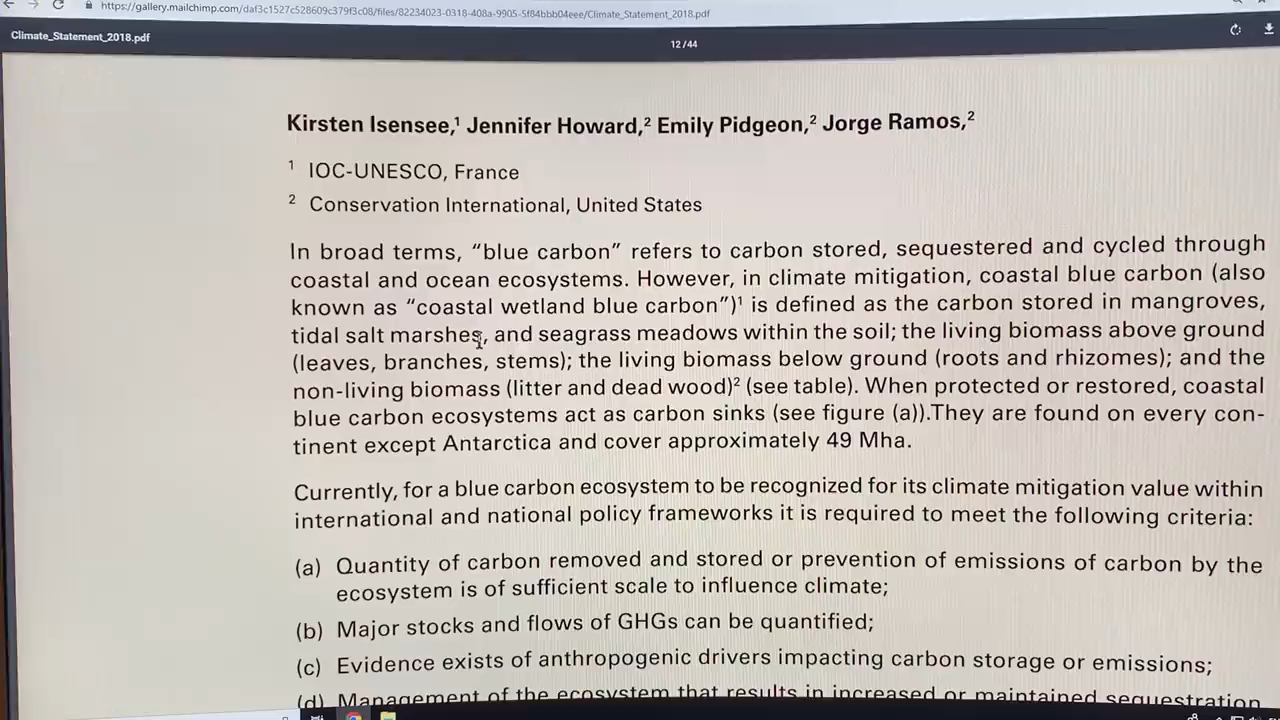 https://gallery.mailchimp.com/daf3c1527c528609c379f3c08/files/82234023-0318-408a-9905-5f84bbb04eee/Climate_Statement_2018.pdf
Climate_Statement_2018.pdf
12 / 44
Kirsten Isensee,¹ Jennifer Howard,² Emily Pidgeon,² Jorge Ramos,²
¹ IOC-UNESCO, France
² Conservation International, United States
In broad terms, “blue carbon” refers to carbon stored, sequestered and cycled through
coastal and ocean ecosystems. However, in climate mitigation, coastal blue carbon (also
known as “coastal wetland blue carbon”)¹ is defined as the carbon stored in mangroves,
tidal salt marshes, and seagrass meadows within the soil; the living biomass above ground
(leaves, branches, stems); the living biomass below ground (roots and rhizomes); and the
non-living biomass (litter and dead wood)² (see table). When protected or restored, coastal
blue carbon ecosystems act as carbon sinks (see figure (a)).They are found on every con-
tinent except Antarctica and cover approximately 49 Mha.
Currently, for a blue carbon ecosystem to be recognized for its climate mitigation value within
international and national policy frameworks it is required to meet the following criteria:
(a) Quantity of carbon removed and stored or prevention of emissions of carbon by the
ecosystem is of sufficient scale to influence climate;
(b) Major stocks and flows of GHGs can be quantified;
(c) Evidence exists of anthropogenic drivers impacting carbon storage or emissions;
(d) Management of the ecosystem that results in increased or maintained sequestration